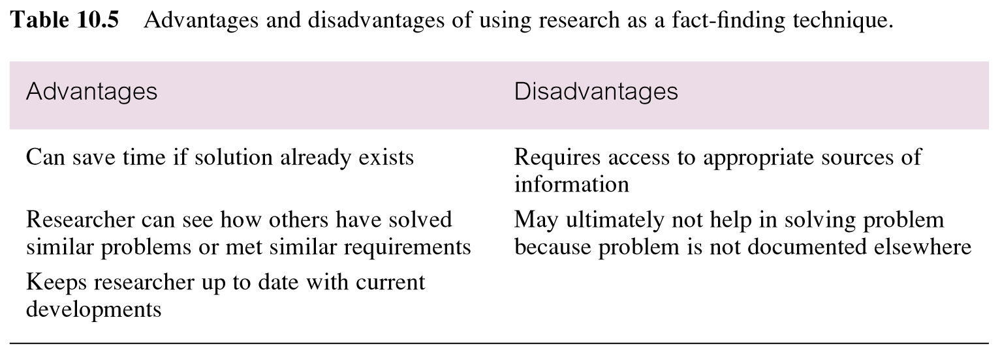 Table 10.5 Advantages and disadvantages of using research as a fact-finding technique.
Advantages
Disadvantages
Can save time if solution already exists
Requires access to appropriate sources of
information
Researcher can see how others have solved
similar problems or met similar requirements
May ultimately not help in solving problem
because problem is not documented elsewhere
Keeps researcher up to date with current
developments